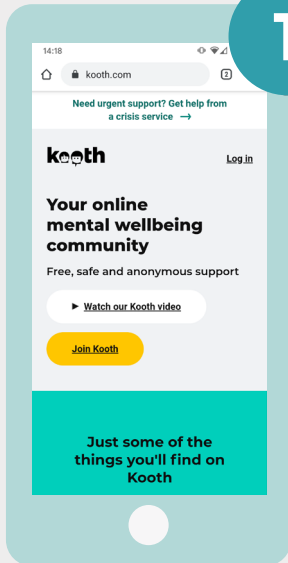 14:18
kooth.com
2
Need urgent support? Get help from
a crisis service →
kooth
Log in
Your online
mental wellbeing
community
Free, safe and anonymous support
► Watch our Kooth video
Join Kooth
Just some of the
things you'll find on
Kooth